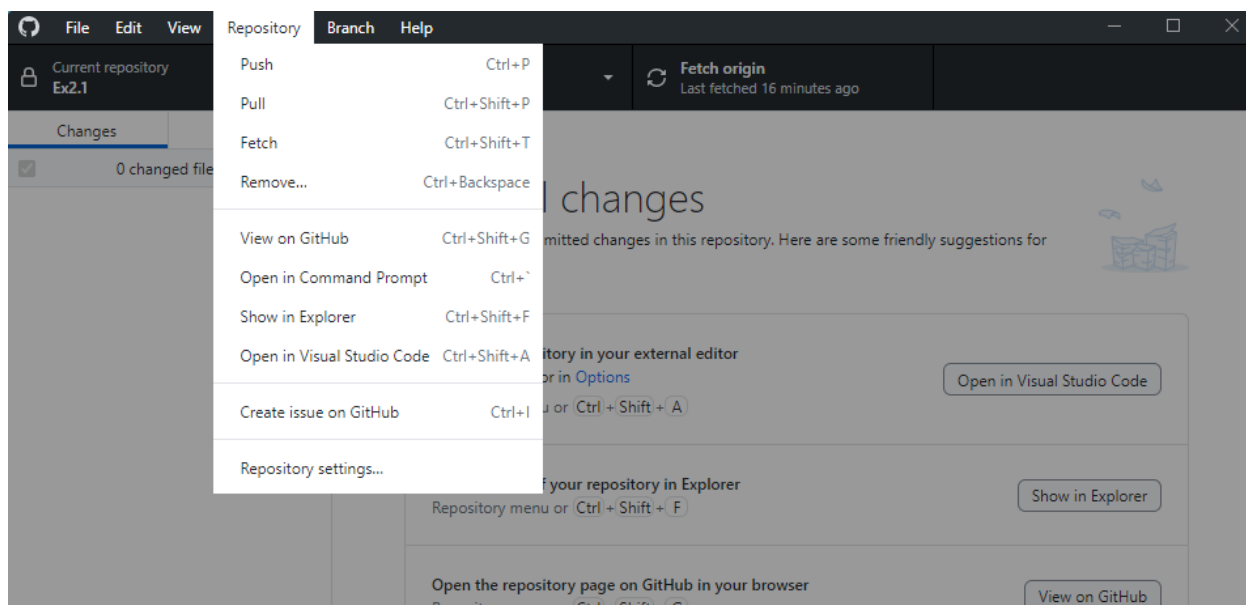 File Edit View Repository Branch Help
Current repository
Ex2.1
Fetch origin
Last fetched 16 minutes ago
Changes
0 changed file
Push Ctrl+P
Pull Ctrl+Shift+P
Fetch Ctrl+Shift+T
Remove... Ctrl+Backspace
View on GitHub Ctrl+Shift+G
Open in Command Prompt Ctrl+`
Show in Explorer Ctrl+Shift+F
Open in Visual Studio Code Ctrl+Shift+A
Create issue on GitHub Ctrl+I
Repository settings...
changes
mitted changes in this repository. Here are some friendly suggestions for
itory in your external editor
or in Options
u or Ctrl + Shift + A
Open in Visual Studio Code
f your repository in Explorer
Repository menu or Ctrl + Shift + F
Show in Explorer
Open the repository page on GitHub in your browser
View on GitHub